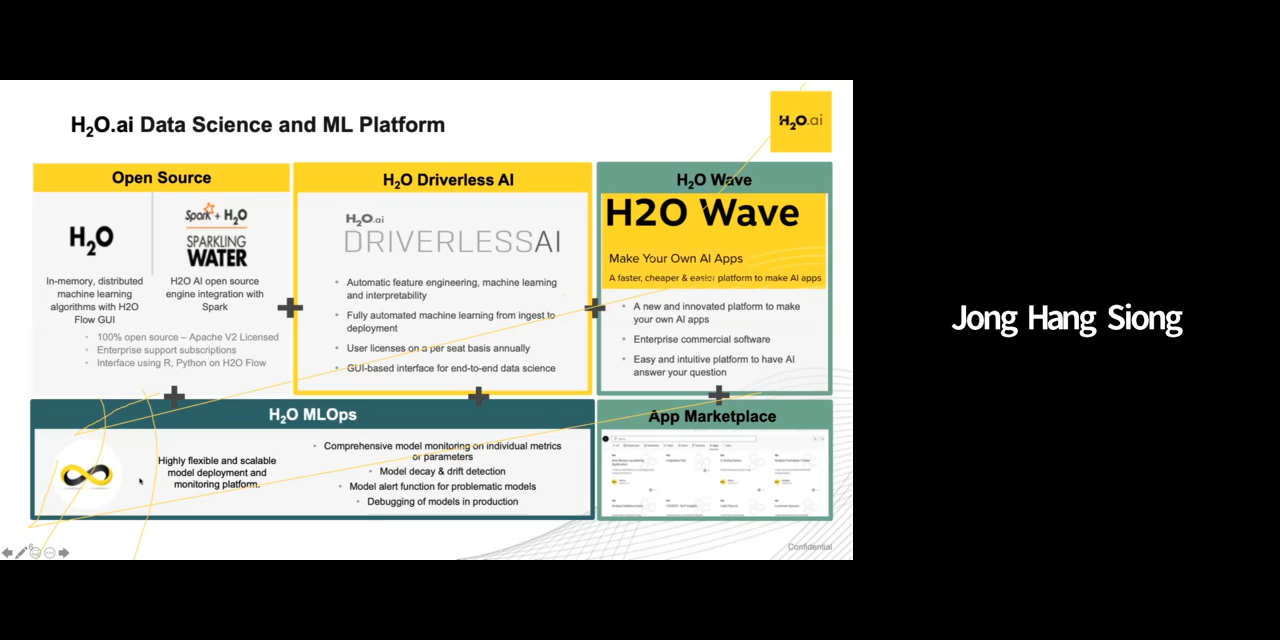 H2O.ai Data Science and ML Platform
H2O.ai
Open Source
H2O
Spark + H2O
SPARKLING
WATER
In-memory, distributed
machine learning
algorithms with H2O
Flow GUI
H2O AI open source
engine integration with
Spark
• 100% open source – Apache V2 Licensed
• Enterprise support subscriptions
• Interface using R, Python on H2O Flow
H2O Driverless AI
H2O.ai
DRIVERLESSAI
• Automatic feature engineering, machine learning
and interpretability
• Fully automated machine learning from ingest to
deployment
• User licenses on a per seat basis annually
• GUI-based interface for end-to-end data science
H2O Wave
H2O Wave
Make Your Own AI Apps
A faster, cheaper & easier platform to make AI apps
• A new and innovated platform to make
your own AI apps
• Enterprise commercial software
• Easy and intuitive platform to have AI
answer your question
H2O MLOps
Highly flexible and scalable
model deployment and
monitoring platform.
• Comprehensive model monitoring on individual metrics
or parameters
• Model decay & drift detection
• Model alert function for problematic models
• Debugging of models in production
App Marketplace
Confidential
6
Jong Hang Siong